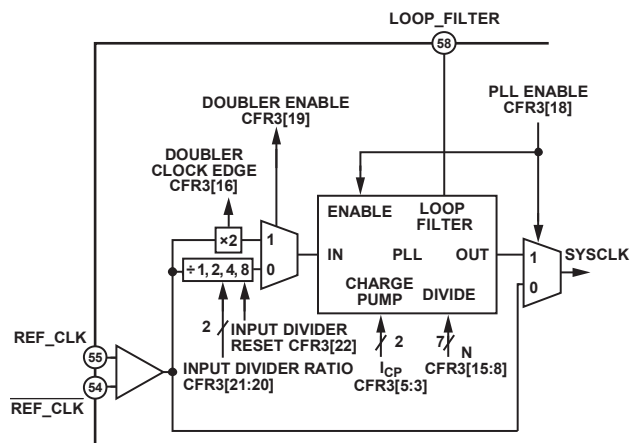 LOOP_FILTER
58
DOUBLER ENABLE
CFR3[19]
PLL ENABLE
CFR3[18]
DOUBLER
CLOCK EDGE
CFR3[16]
ENABLE
LOOP
FILTER
×2
1
IN
PLL
OUT
1
SYSCLK
÷1, 2, 4, 8
0
0
CHARGE
PUMP
DIVIDE
2
INPUT DIVIDER
RESET CFR3[22]
2
7
N
CFR3[15:8]
REF_CLK
55
INPUT DIVIDER RATIO
CFR3[21:20]
ICP
CFR3[5:3]
54
REF_CLK